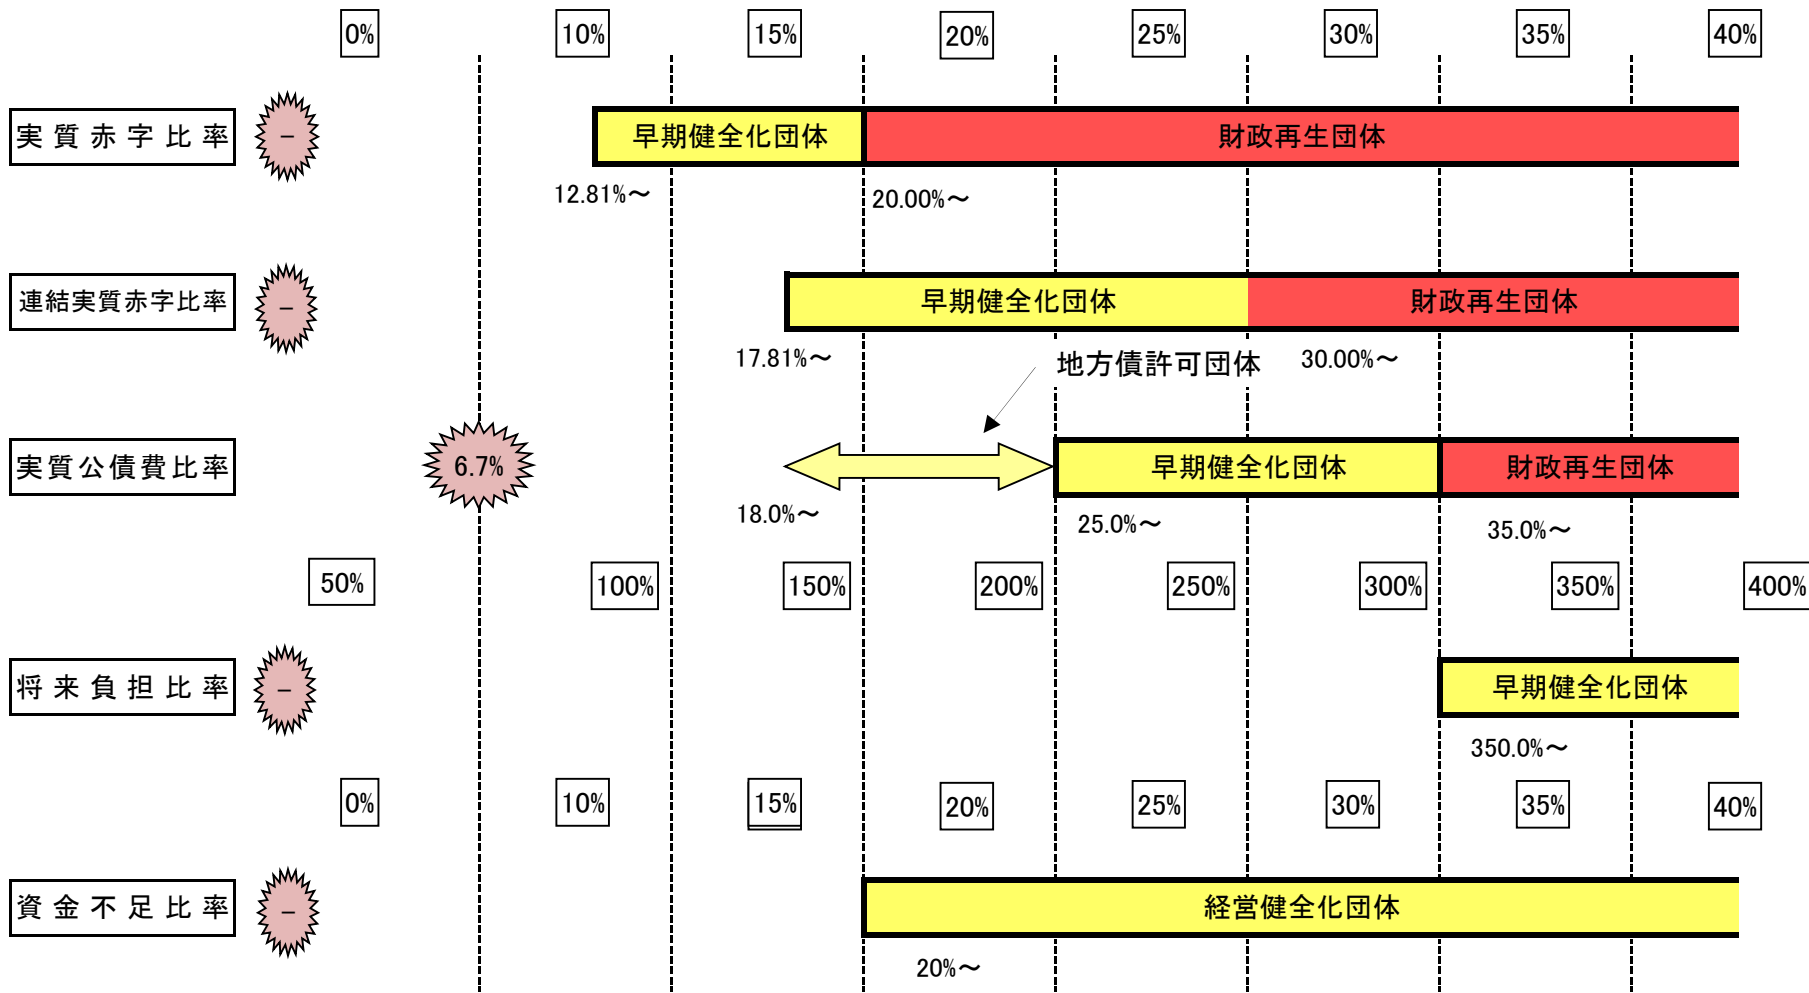 0% 10% 15% 20% 25% 30% 35% 40%
実質赤字比率 － 早期健全化団体 財政再生団体
12.81%～ 20.00%～
連結実質赤字比率 － 早期健全化団体 財政再生団体
17.81%～ 地方債許可団体 30.00%～
実質公債費比率 6.7% 早期健全化団体 財政再生団体
18.0%～ 25.0%～ 35.0%～
50% 100% 150% 200% 250% 300% 350% 400%
将来負担比率 － 早期健全化団体
350.0%～
0% 10% 15% 20% 25% 30% 35% 40%
資金不足比率 － 経営健全化団体
20%～